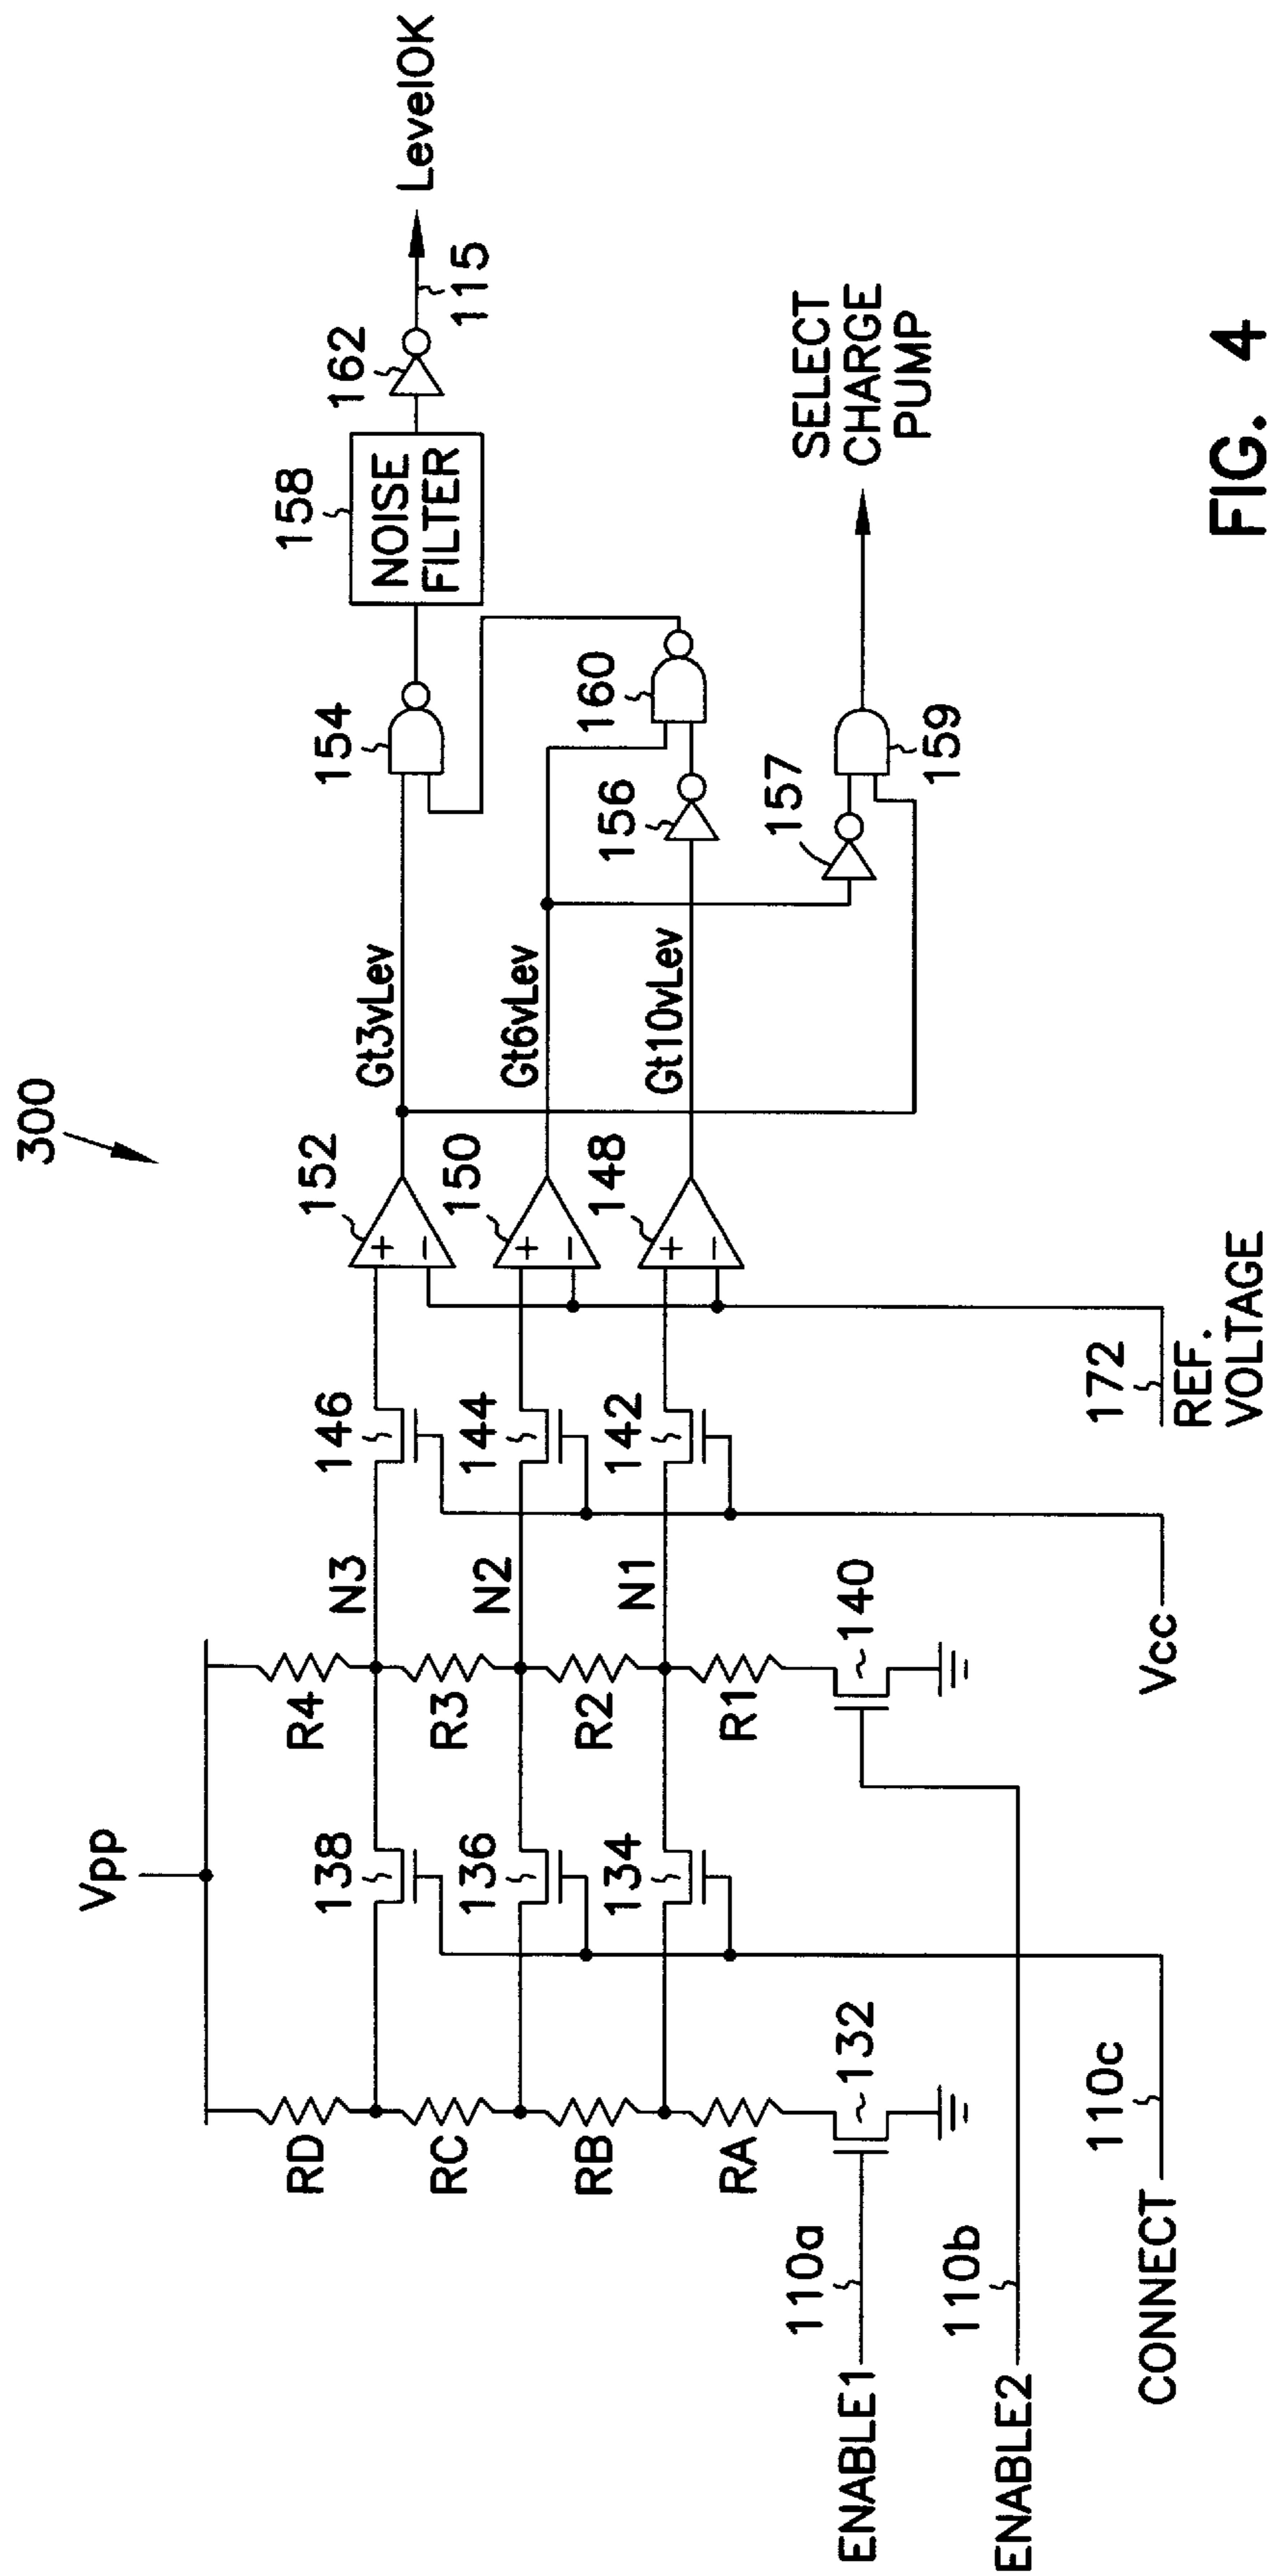 300
Vpp
RD
RC
RB
RA
138
136
134
132
R4
R3
R2
R1
N3
N2
N1
140
146
144
142
152
150
148
Gt3vLev
Gt6vLev
Gt10vLev
154
156
160
157
159
158
NOISE
FILTER
162
115
LevelOK
SELECT
CHARGE
PUMP
ENABLE1
110a
ENABLE2
110b
CONNECT
110c
Vcc
172
REF.
VOLTAGE
FIG. 4